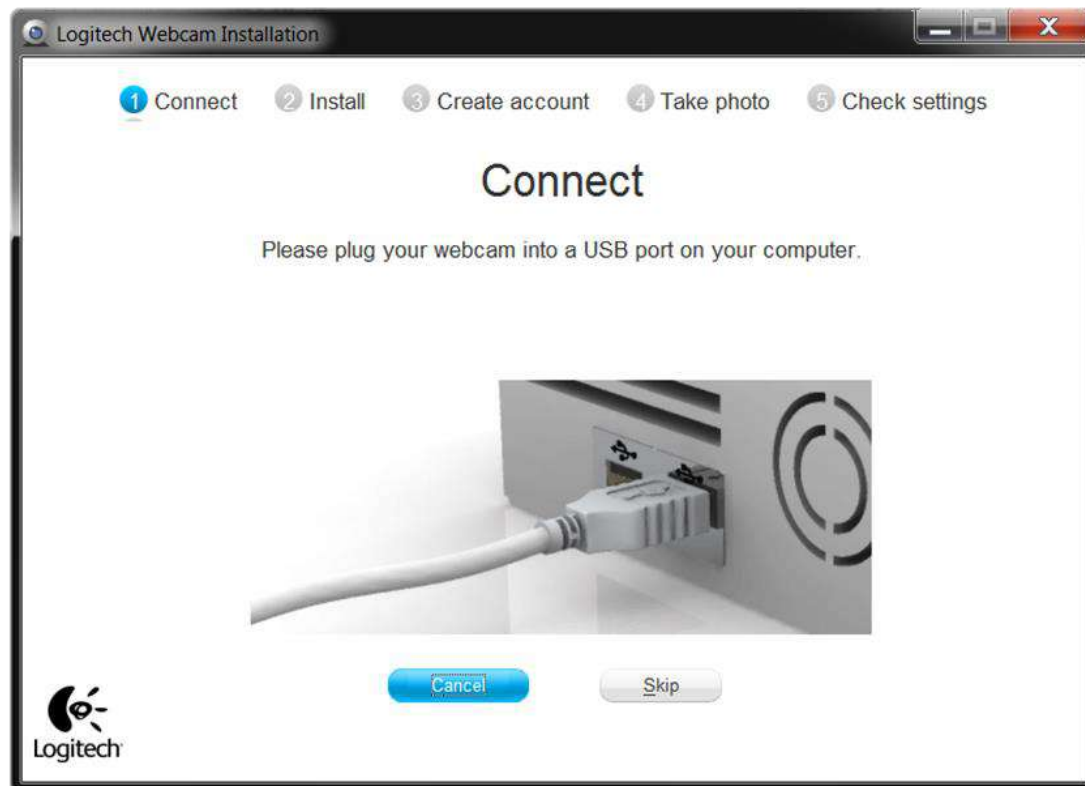 Logitech Webcam Installation
1 Connect 2 Install 3 Create account 4 Take photo 5 Check settings
Connect
Please plug your webcam into a USB port on your computer.
Cancel Skip
Logitech